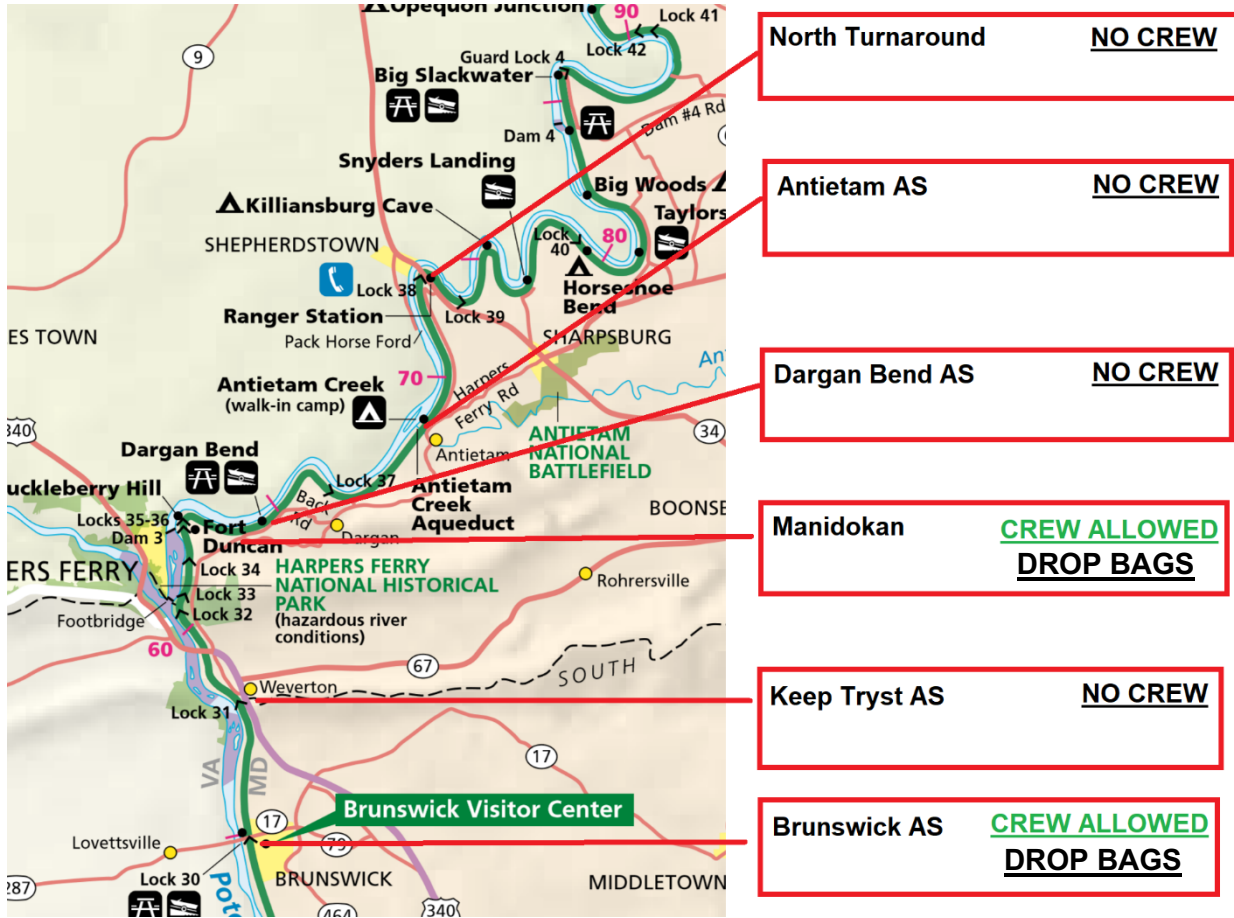 Opequon Junction
90
Lock 41
Lock 42
9
Guard Lock 4
Big Slackwater
Dam #4 Rd
Dam 4
Snyders Landing
Big Woods
Killiansburg Cave
Taylors
SHEPHERDSTOWN
Lock
40
80
Lock 38
Horseshoe
Bend
Ranger Station
Lock 39
Pack Horse Ford
SHARPSBURG
ES TOWN
70
Harpers
Ferry Rd
An
Antietam Creek
(walk-in camp)
340
34
Antietam
ANTIETAM
NATIONAL
BATTLEFIELD
Dargan Bend
Lock 37
Antietam
Creek
Aqueduct
uckleberry Hill
Back
Rd
BOONSB
Locks 35-36
Dam 3
Fort
Duncan
Dargan
ERS FERRY
Lock 34
HARPERS FERRY
NATIONAL HISTORICAL
PARK
(hazardous river
conditions)
Rohrersville
Lock 33
Footbridge
Lock 32
60
67
SOUTH
Weverton
Lock 31
VA
MD
17
Brunswick Visitor Center
17
Lovettsville
79
Lock 30
BRUNSWICK
MIDDLETOWN
287
Poto
464
340
North Turnaround NO CREW
Antietam AS NO CREW
Dargan Bend AS NO CREW
Manidokan CREW ALLOWED
DROP BAGS
Keep Tryst AS NO CREW
Brunswick AS CREW ALLOWED
DROP BAGS